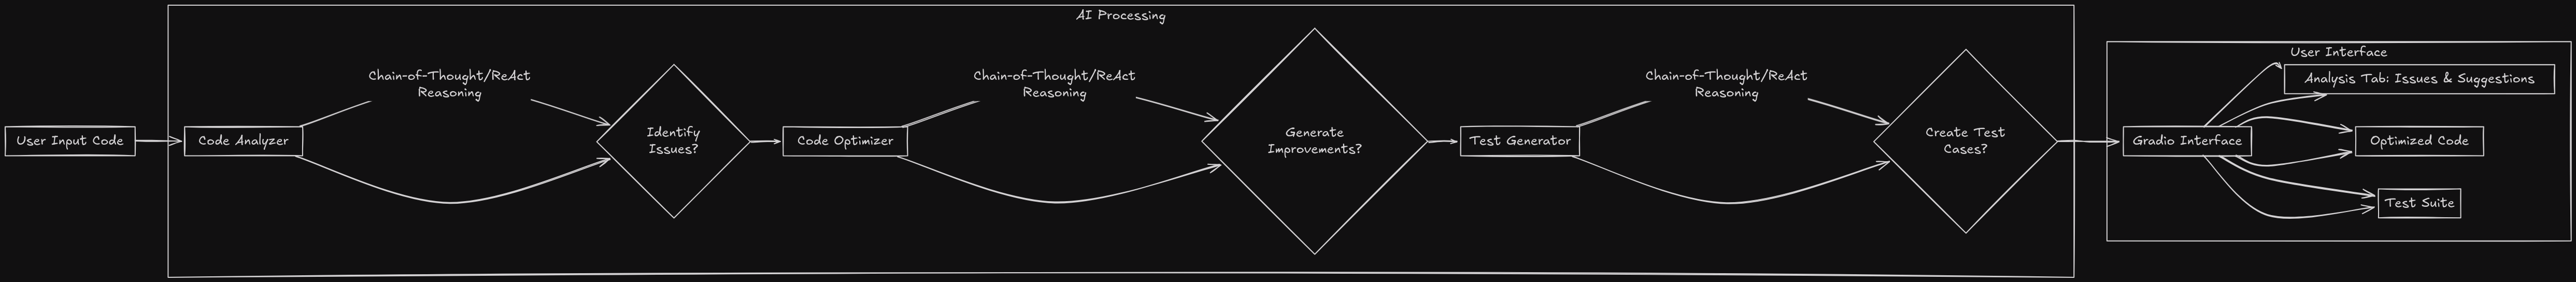 AI Processing
User Input Code
Code Analyzer
Chain-of-Thought/ReAct
Reasoning
Identify
Issues?
Code Optimizer
Chain-of-Thought/ReAct
Reasoning
Generate
Improvements?
Test Generator
Chain-of-Thought/ReAct
Reasoning
Create Test
Cases?
User Interface
Gradio Interface
Analysis Tab: Issues & Suggestions
Optimized Code
Test Suite